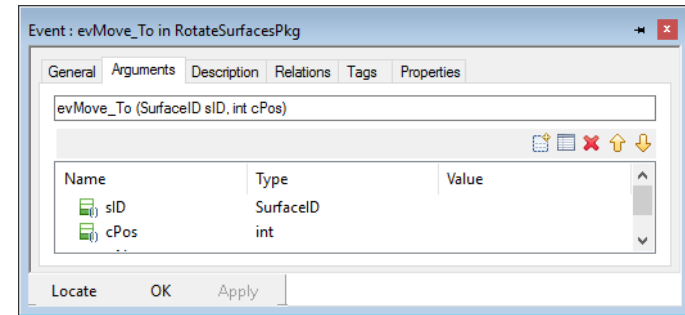 Event : evMove_To in RotateSurfacesPkg
General Arguments Description Relations Tags Properties
evMove_To (SurfaceID sID, int cPos)
Name Type Value
sID SurfaceID
cPos int
Locate OK Apply